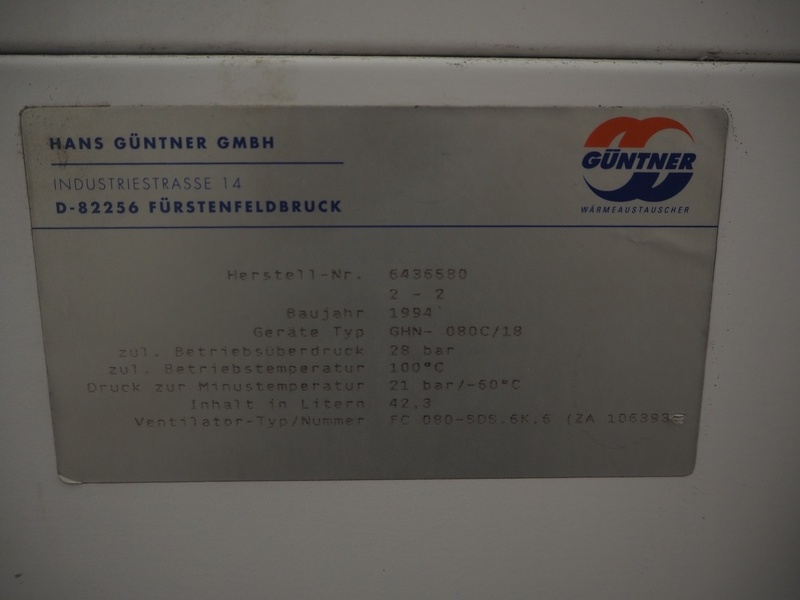 HANS GÜNTNER GMBH
INDUSTRIESTRASSE 14
D-82256 FÜRSTENFELDBRUCK
GÜNTNER
WÄRMEAUSTAUSCHER
Herstell-Nr. 6436580
2 - 2
Baujahr 1994
Geräte Typ GHN- 080C/18
zul. Betriebsüberdruck 28 bar
zul. Betriebstemperatur 100°C
Druck zur Minustemperatur 21 bar/-60°C
Inhalt in Litern 42.3
Ventilator-Typ/Nummer FC 080-SDS.6K.6 (ZA